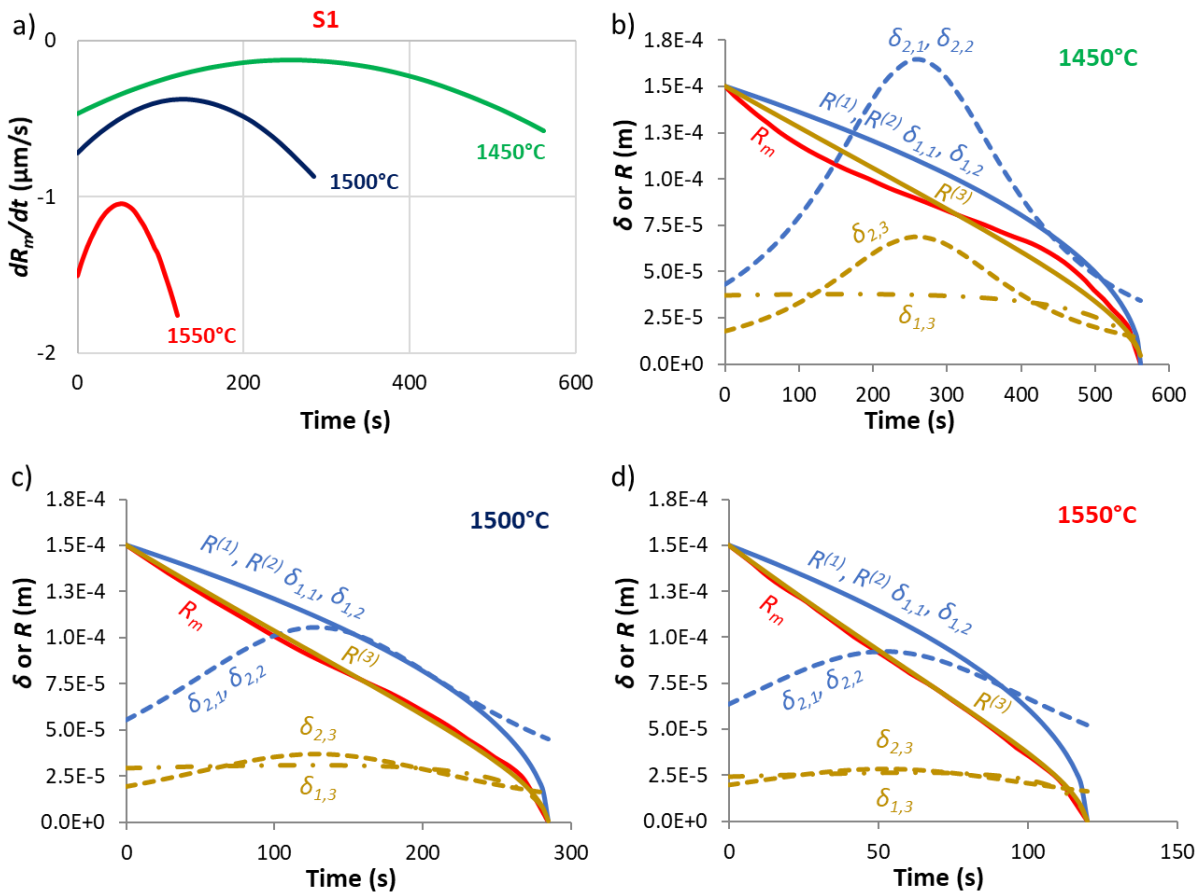 a)
S1
0
-1
-2
dRm/dt (μm/s)
1450°C
1500°C
1550°C
0 200 400 600
Time (s)
b)
1450°C
1.8E-4
1.5E-4
1.3E-4
1.0E-4
7.5E-5
5.0E-5
2.5E-5
0.0E+0
δ or R (m)
δ2,1, δ2,2
R(1), R(2) δ1,1, δ1,2
Rm
R(3)
δ2,3
δ1,3
0 100 200 300 400 500 600
Time (s)
c)
1500°C
1.8E-4
1.5E-4
1.3E-4
1.0E-4
7.5E-5
5.0E-5
2.5E-5
0.0E+0
δ or R (m)
R(1), R(2) δ1,1, δ1,2
Rm
R(3)
δ2,1, δ2,2
δ2,3
δ1,3
0 100 200 300
Time (s)
d)
1550°C
1.8E-4
1.5E-4
1.3E-4
1.0E-4
7.5E-5
5.0E-5
2.5E-5
0.0E+0
δ or R (m)
R(1), R(2) δ1,1, δ1,2
Rm
δ2,1, δ2,2
R(3)
δ2,3
δ1,3
0 50 100 150
Time (s)